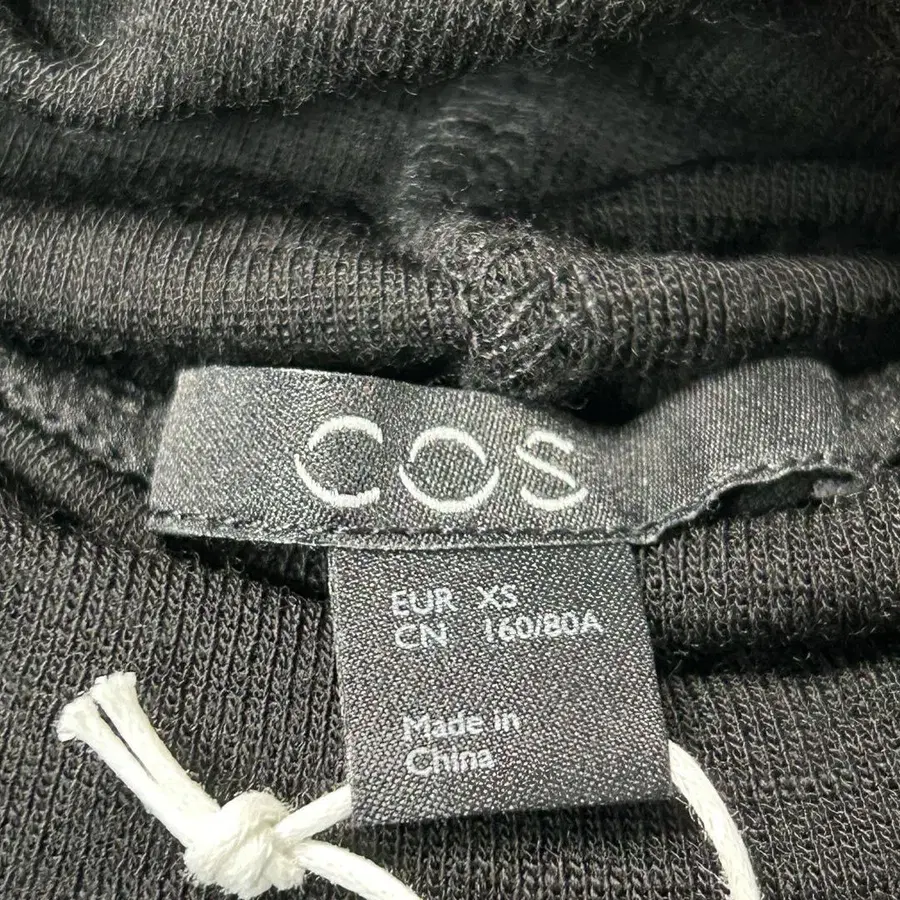 COS
EUR XS
CN 160/80A
Made in
China